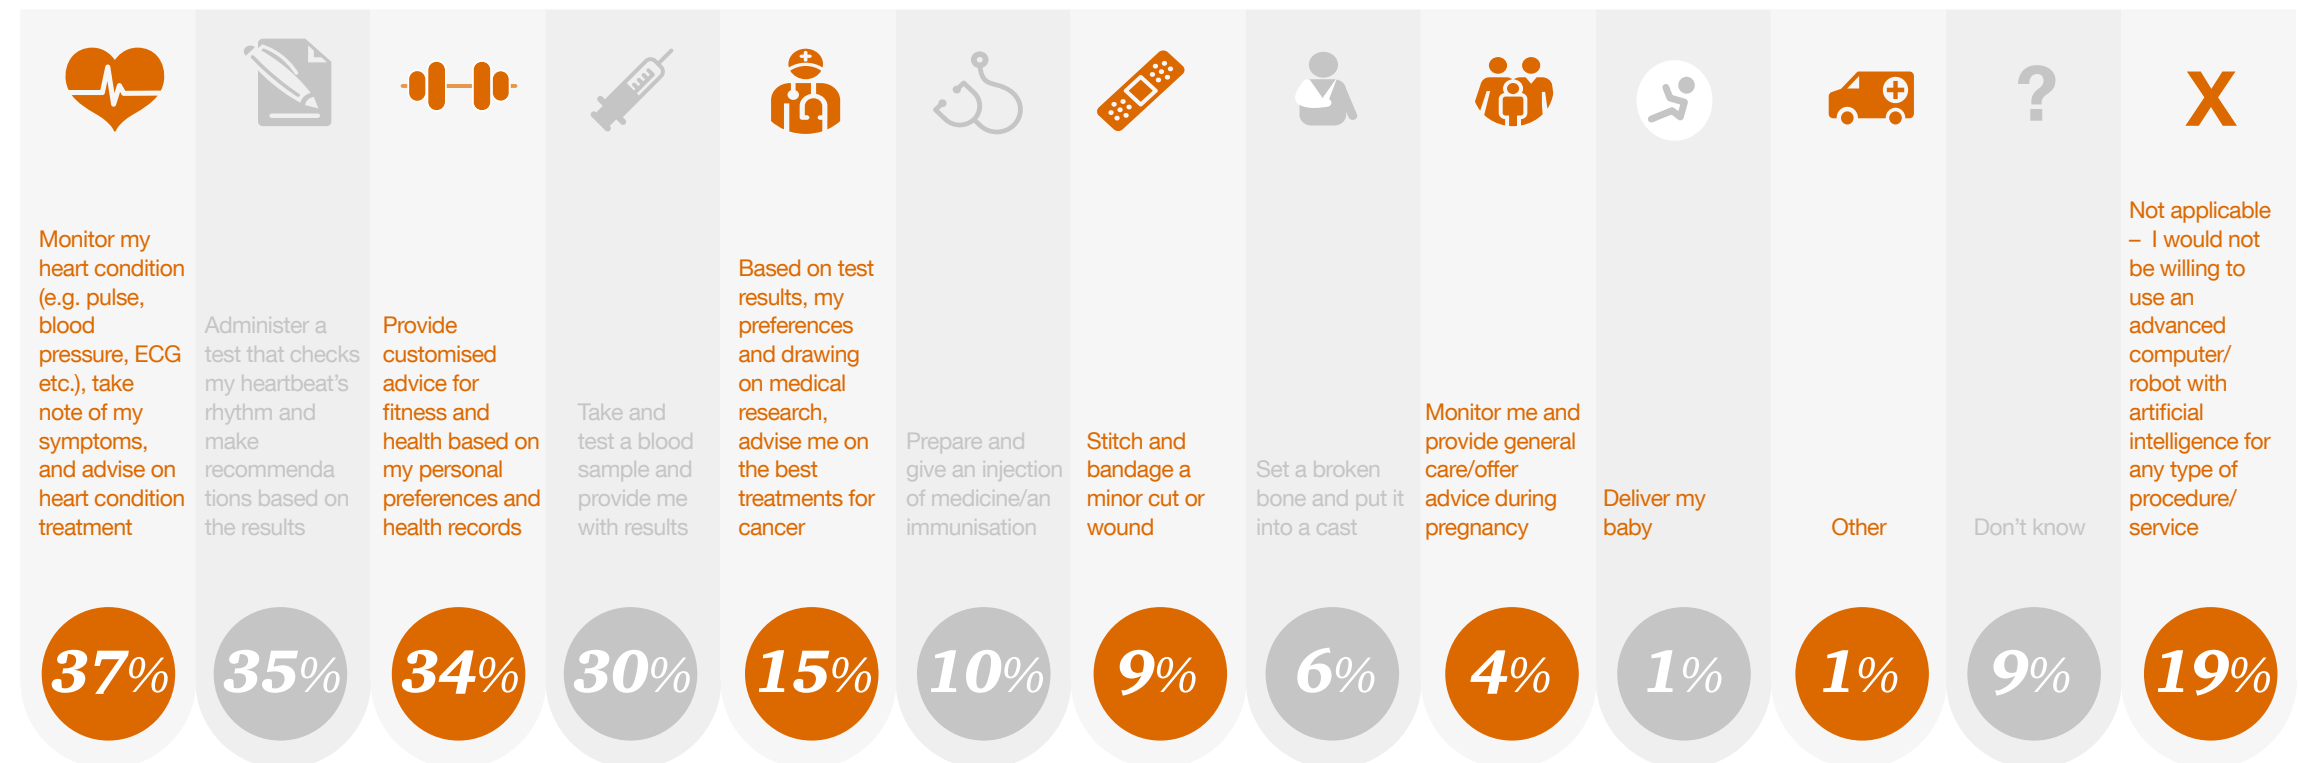 Monitor my
heart condition
(e.g. pulse,
blood
pressure, ECG
etc.), take
note of my
symptoms,
and advise on
heart condition
treatment
37%
Administer a
test that checks
my heartbeat's
rhythm and
make
recommenda
tions based on
the results
35%
Provide
customised
advice for
fitness and
health based on
my personal
preferences and
health records
34%
Take and
test a blood
sample and
provide me
with results
30%
Based on test
results, my
preferences
and drawing
on medical
research,
advise me on
the best
treatments for
cancer
15%
Prepare and
give an injection
of medicine/an
immunisation
10%
Stitch and
bandage a
minor cut or
wound
9%
Set a broken
bone and put it
into a cast
6%
Monitor me and
provide general
care/offer
advice during
pregnancy
4%
Deliver my
baby
1%
Other
1%
?
Don't know
9%
X
Not applicable
– I would not
be willing to
use an
advanced
computer/
robot with
artificial
intelligence for
any type of
procedure/
service
19%